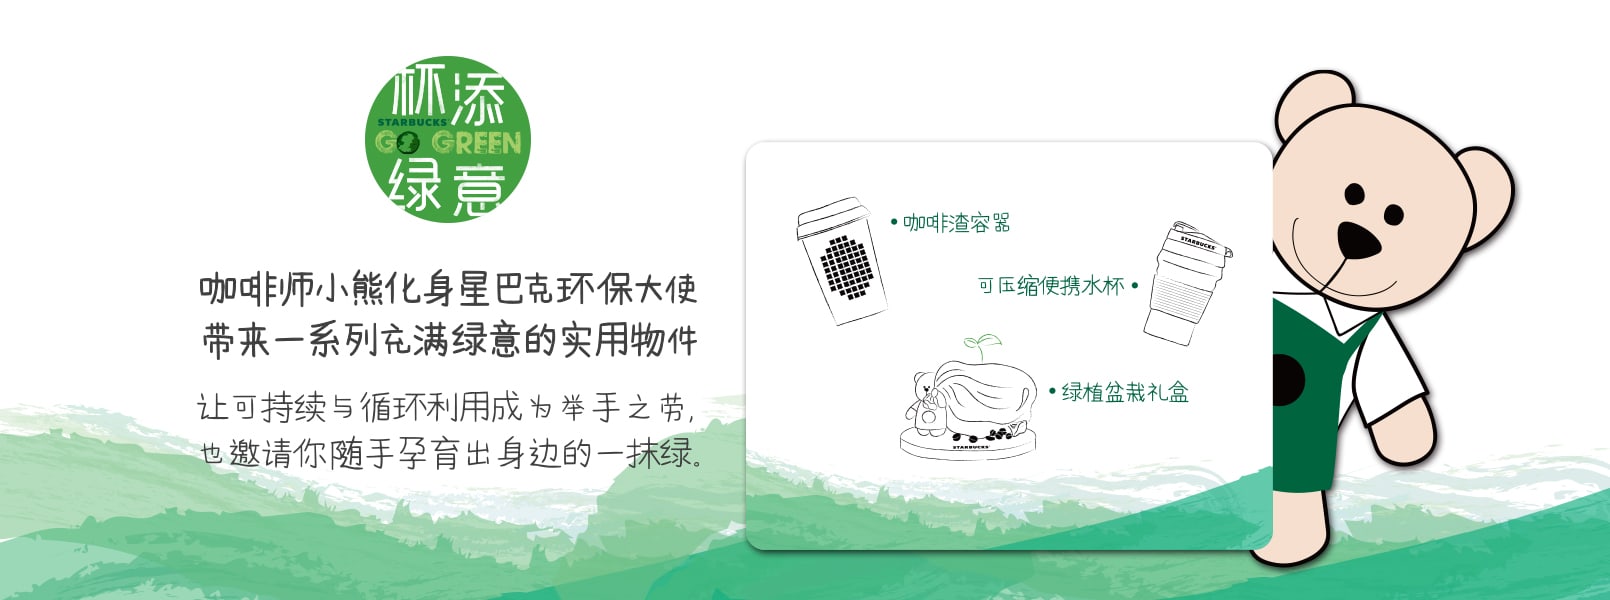 杯添
STARBUCKS
GO GREEN
绿意
咖啡师小熊化身星巴克环保大使
带来一系列充满绿意的实用物件
让可持续与循环利用成为举手之劳，
也邀请你随手孕育出身边的一抹绿。
• 咖啡渣容器
STARBUCKS
可压缩便携水杯 •
• 绿植盆栽礼盒
STARBUCKS